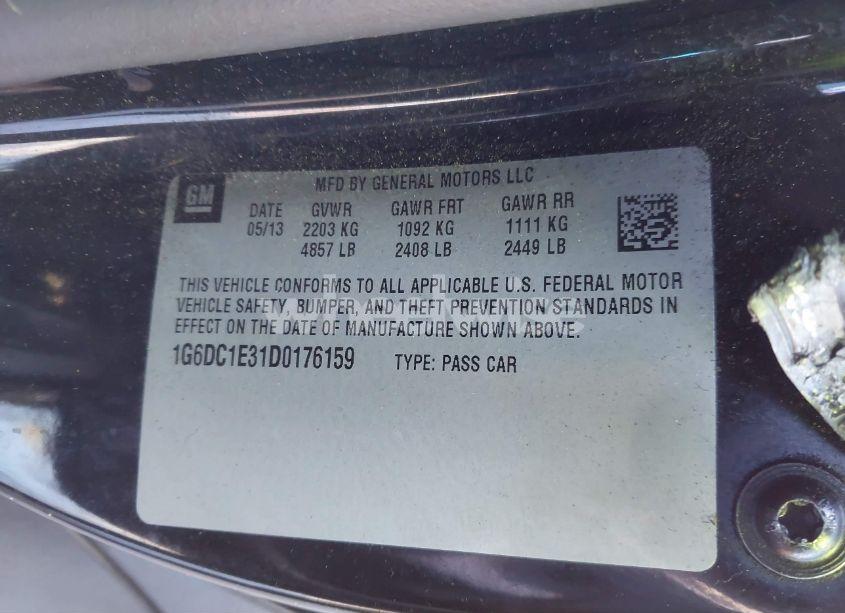 GM
MFD BY GENERAL MOTORS LLC
DATE GVWR GAWR FRT GAWR RR
05/13 2203 KG 1092 KG 1111 KG
4857 LB 2408 LB 2449 LB
THIS VEHICLE CONFORMS TO ALL APPLICABLE U.S. FEDERAL MOTOR
VEHICLE SAFETY, BUMPER, AND THEFT PREVENTION STANDARDS IN
EFFECT ON THE DATE OF MANUFACTURE SHOWN ABOVE.
1G6DC1E31D0176159 TYPE: PASS CAR